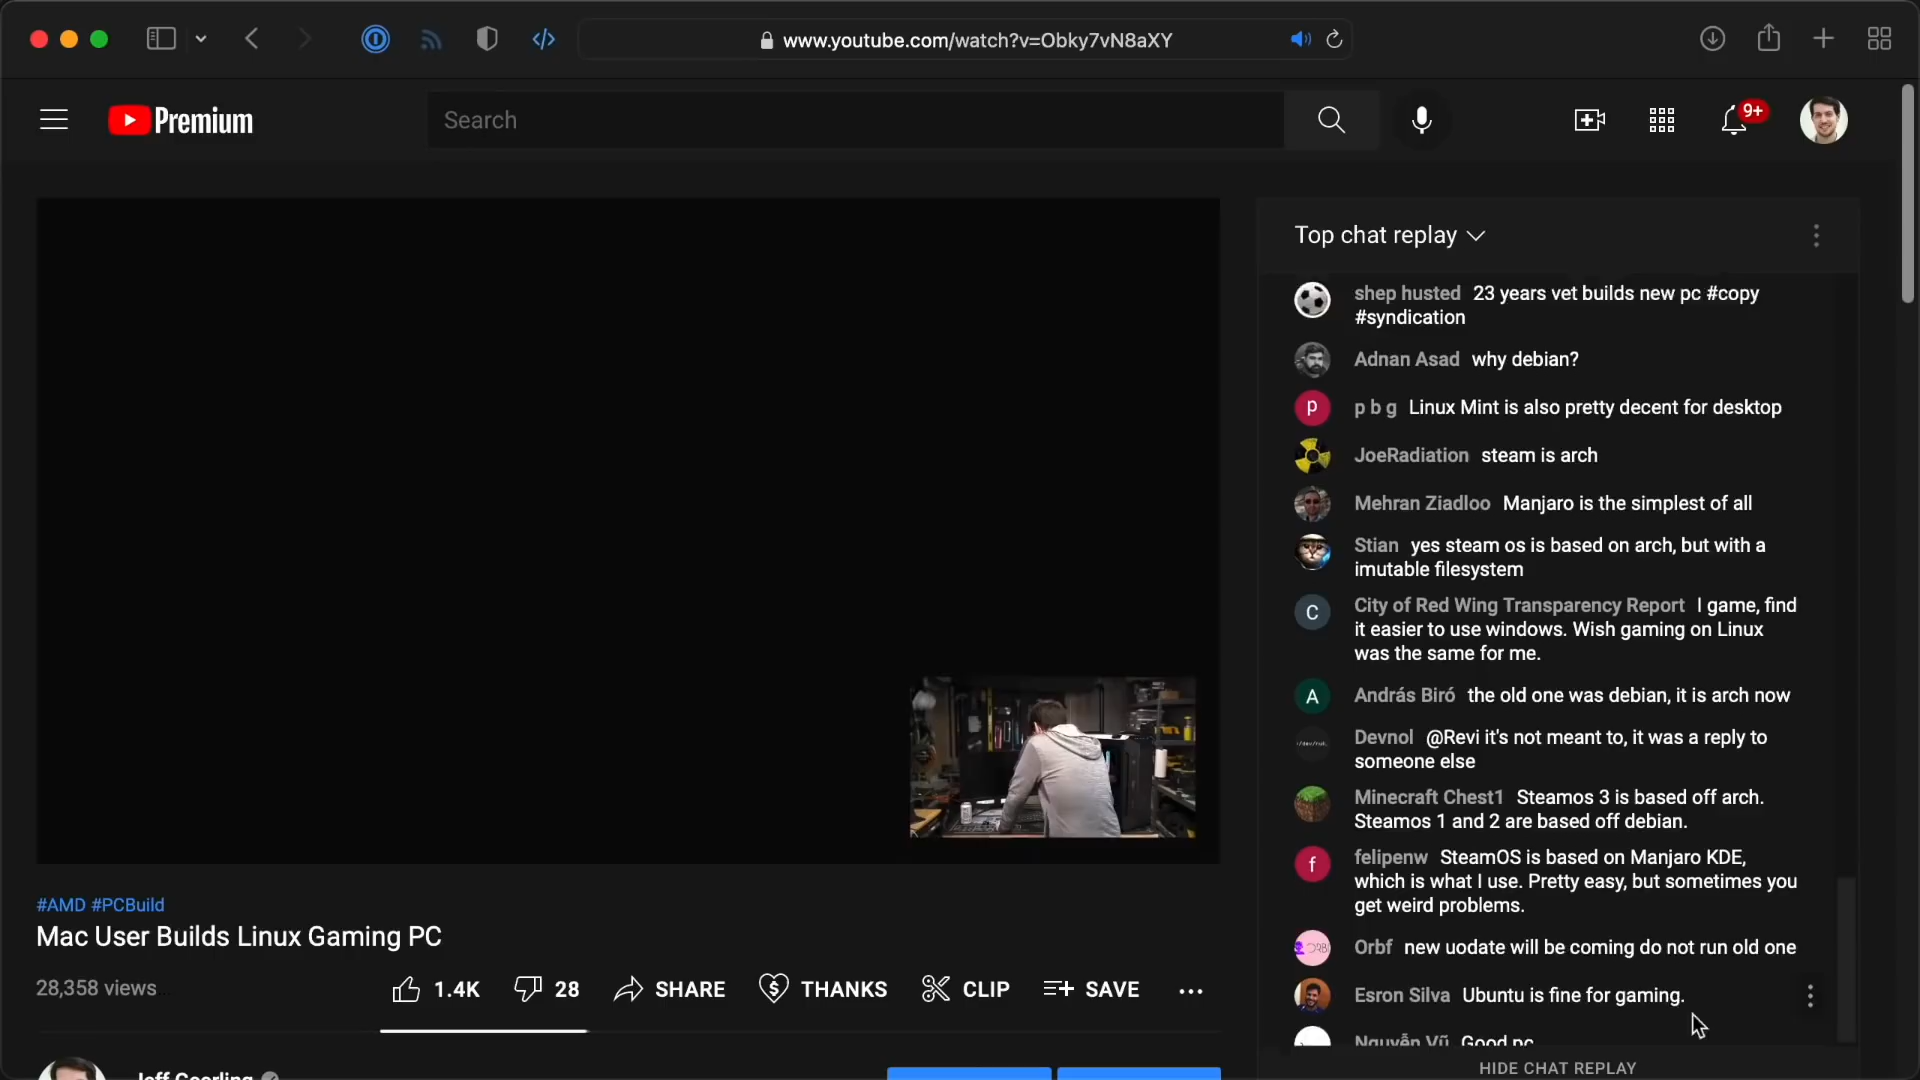 www.youtube.com/watch?v=Obky7vN8aXY
Premium
Search
9+
Top chat replay
shep husted 23 years vet builds new pc #copy
#syndication
Adnan Asad why debian?
p
p b g Linux Mint is also pretty decent for desktop
JoeRadiation steam is arch
Mehran Ziadloo Manjaro is the simplest of all
Stian yes steam os is based on arch, but with a
imutable filesystem
C
City of Red Wing Transparency Report I game, find
it easier to use windows. Wish gaming on Linux
was the same for me.
A
András Biró the old one was debian, it is arch now
Devnol @Revi it's not meant to, it was a reply to
someone else
Minecraft Chest1 Steamos 3 is based off arch.
Steamos 1 and 2 are based off debian.
f
felipenw SteamOS is based on Manjaro KDE,
which is what I use. Pretty easy, but sometimes you
get weird problems.
Orbf new uodate will be coming do not run old one
Esron Silva Ubuntu is fine for gaming.
Nguyễn Vũ Good pc
HIDE CHAT REPLAY
#AMD #PCBuild
Mac User Builds Linux Gaming PC
28,358 views
1.4K
28
SHARE
THANKS
CLIP
SAVE
Jeff Geerling